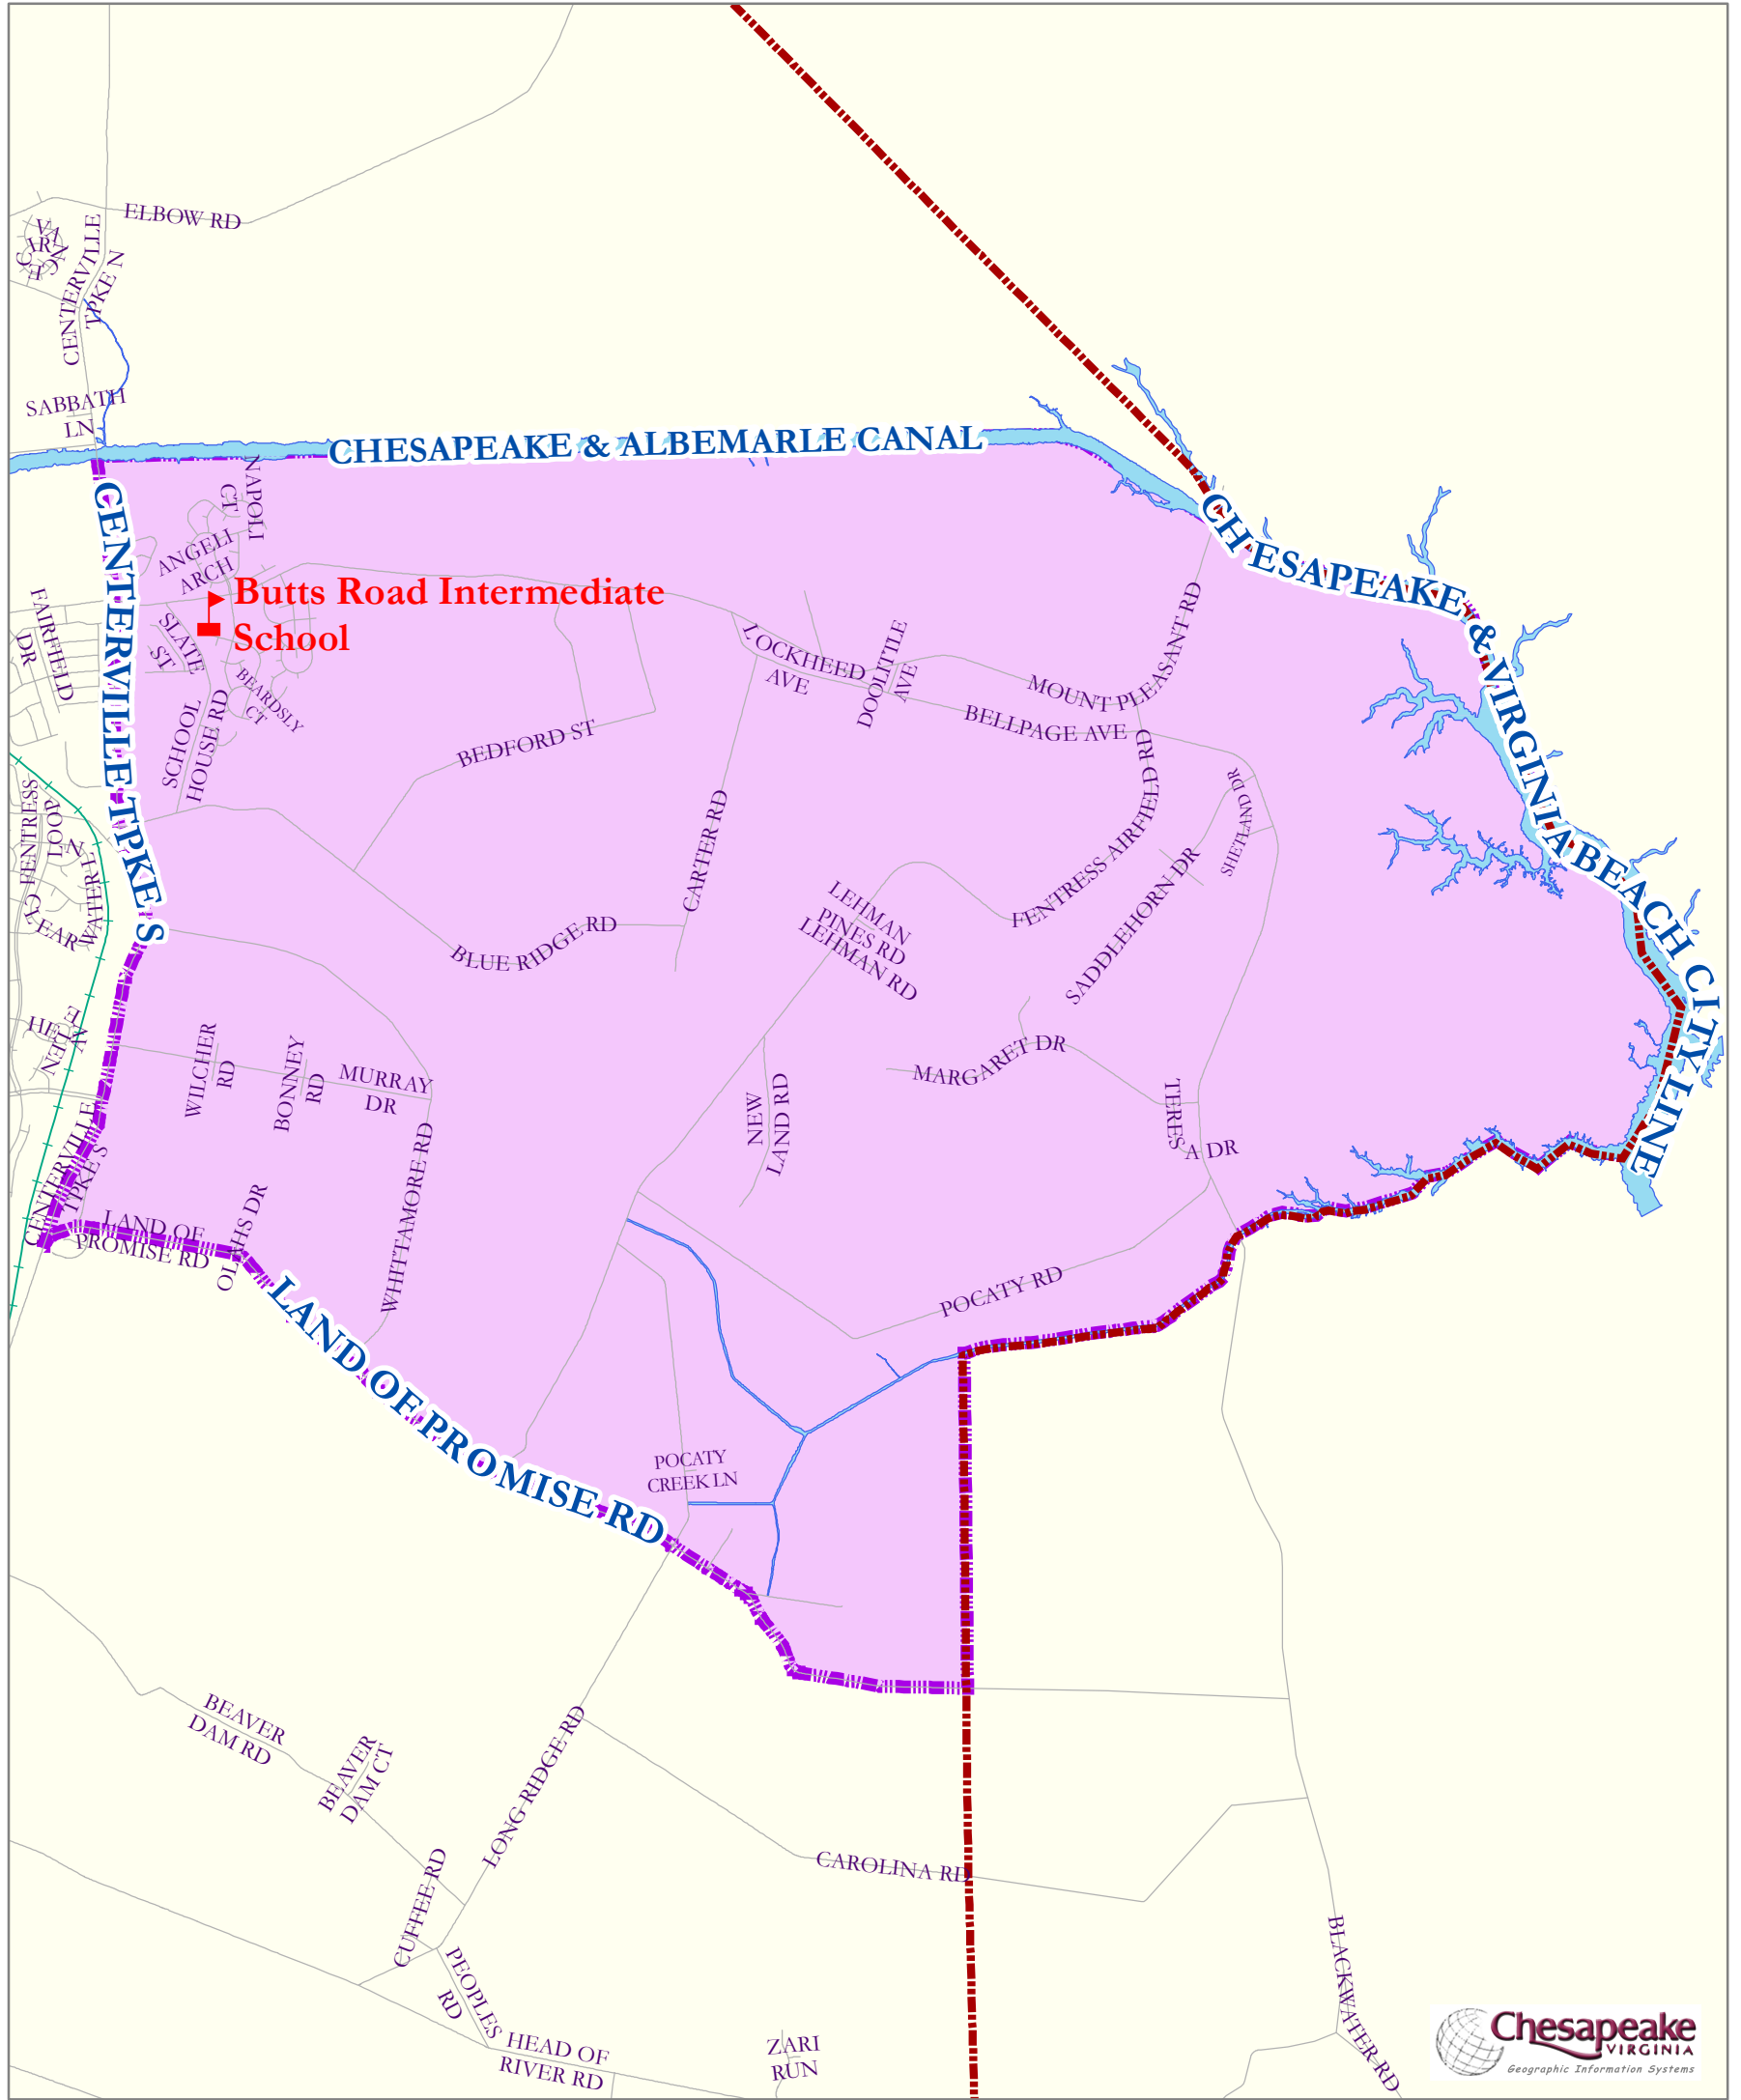 ELBOW RD
CENTERVILLE
TPKE N
SABBATH
LN
CHESAPEAKE & ALBEMARLE CANAL
NAPOLI
CT
ANGELI
ARCH
Butts Road Intermediate
School
CENTERVILLE TPKE S
CHESAPEAKE & VIRGINIA BEACH CITY LINE
FAIRFIELD
DR
SLATE
ST
BEARDSLY
CT
SCHOOL
HOUSE RD
LOCKHEED
AVE
DOOLITTLE
AVE
MOUNT PLEASANT RD
BELLPAGE AVE
BEDFORD ST
FENTRESS
LOOP
CLEAR
WATER LN
CARTER RD
FENTRESS AIRFIELD RD
SHETLAND DR
SADDLEHORN DR
LEHMAN
PINES RD
LEHMAN RD
BLUE RIDGE RD
HELEN
AVE
WILCHER
RD
BONNEY
RD
MURRAY
DR
MARGARET DR
NEW
LAND RD
TERESA DR
WHITTAMORE RD
CENTERVILLE
TPKE S
LAND OF
PROMISE RD
OLAHS DR
LAND OF PROMISE RD
POCATY RD
POCATY
CREEK LN
BEAVER
DAM RD
BEAVER
DAM CT
LONG RIDGE RD
CAROLINA RD
CUFFEE RD
PEOPLES
RD
HEAD OF
RIVER RD
ZARI
RUN
BLACKWATER RD
Chesapeake
VIRGINIA
Geographic Information Systems